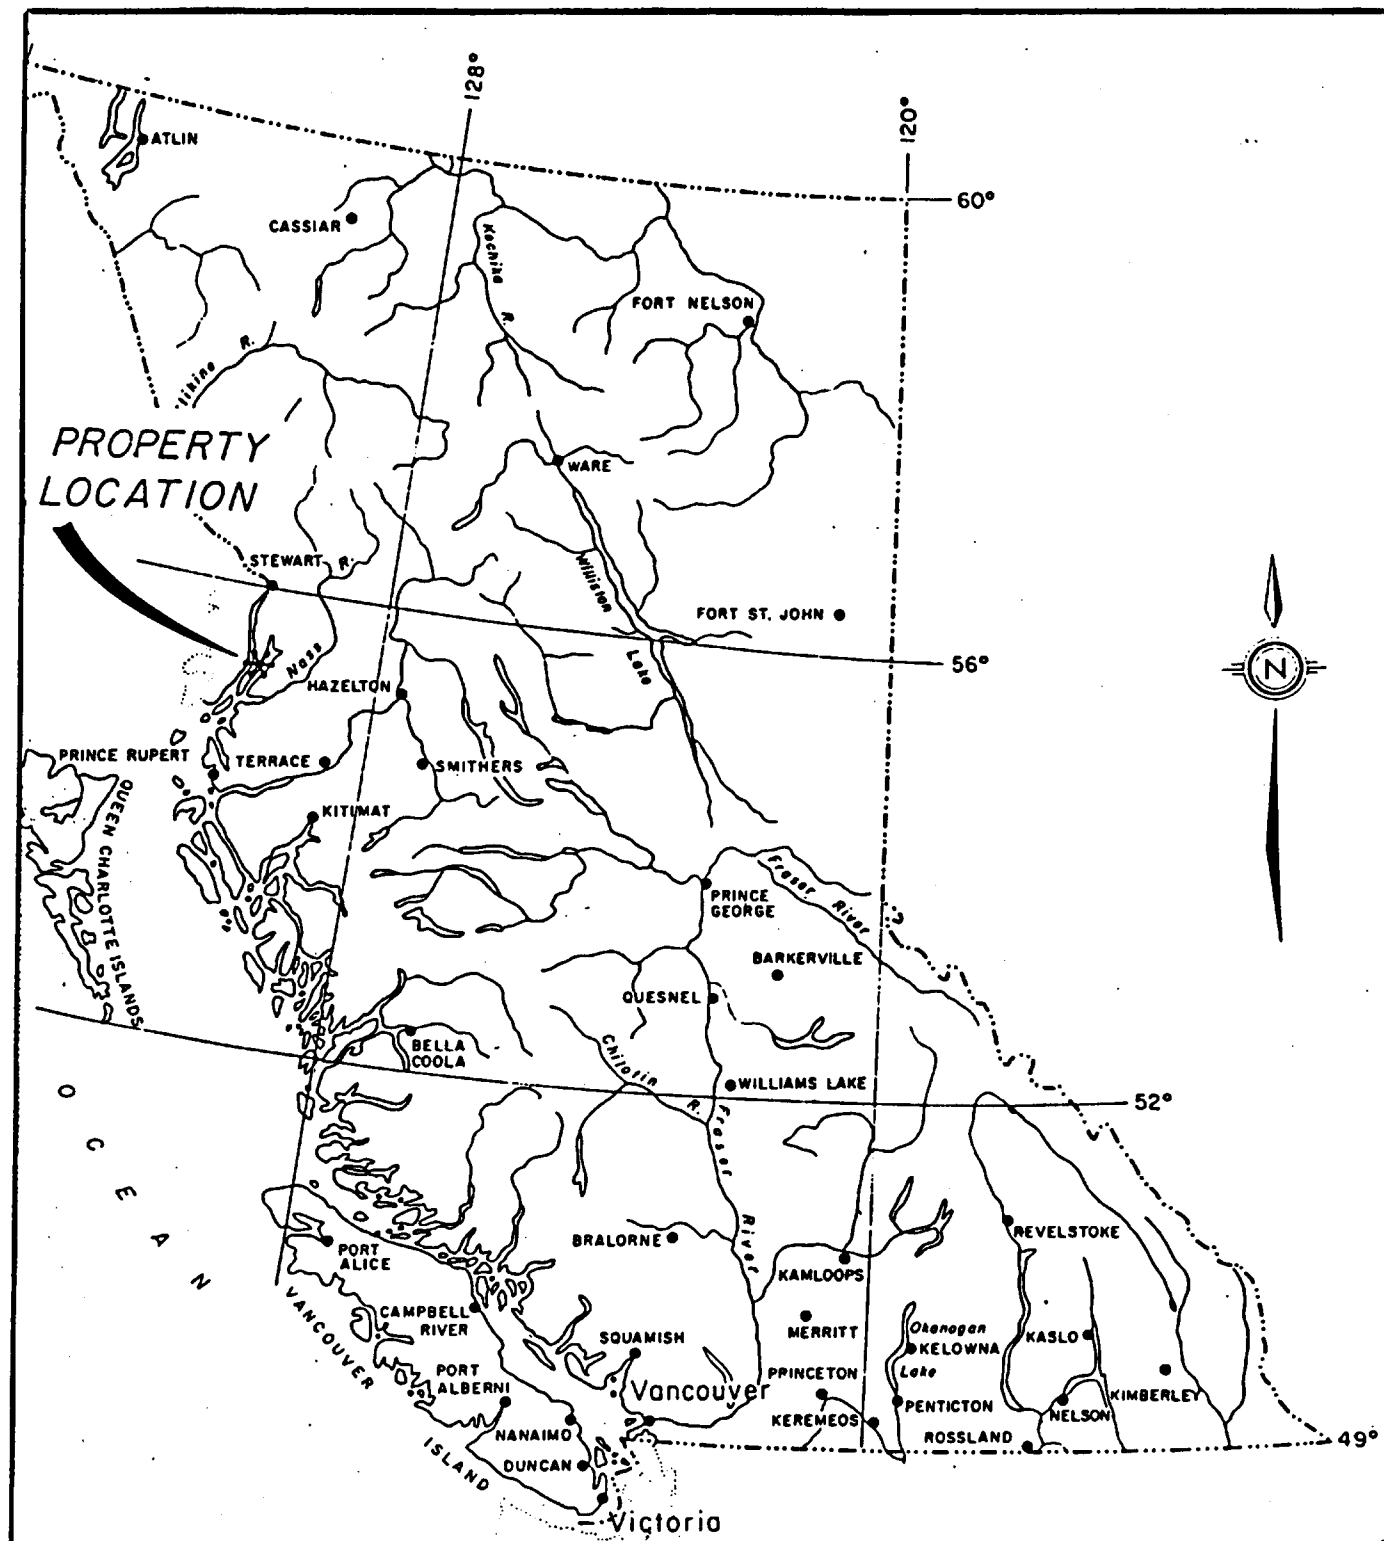 128°
120°
ATLIN
60°
CASSIAR
Kechika
R.
FORT NELSON
R.
PROPERTY
LOCATION
WARE
STEWART
R.
Williston
Lake
FORT ST. JOHN
56°
Nass
N
HAZELTON
PRINCE RUPERT
TERRACE
SMITHERS
KITIMAT
QUEEN CHARLOTTE ISLANDS
Fraser
River
PRINCE
GEORGE
BARKERVILLE
QUESNEL
BELLA
COOLA
Chilcotin
R.
WILLIAMS LAKE
52°
Fraser
River
OCEAN
BRALORNE
REVELSTOKE
PORT
ALICE
KAMLOOPS
VANCOUVER
ISLAND
CAMPBELL
RIVER
MERRITT
Okanagan
Lake
KELOWNA
KASLO
SQUAMISH
PORT
ALBERNI
Vancouver
PRINCETON
KEREMEOS
PENTICTON
NELSON
KIMBERLEY
NANAIMO
ROSSLAND
49°
DUNCAN
Victoria